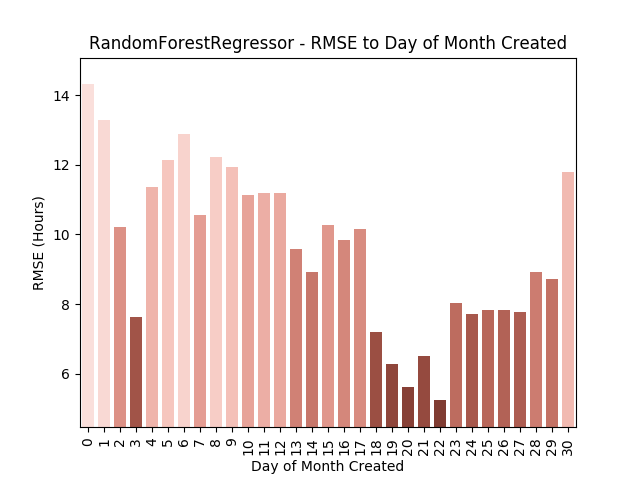 RandomForestRegressor - RMSE to Day of Month Created
14
12
10
8
6
RMSE (Hours)
0 1 2 3 4 5 6 7 8 9 10 11 12 13 14 15 16 17 18 19 20 21 22 23 24 25 26 27 28 29 30
Day of Month Created